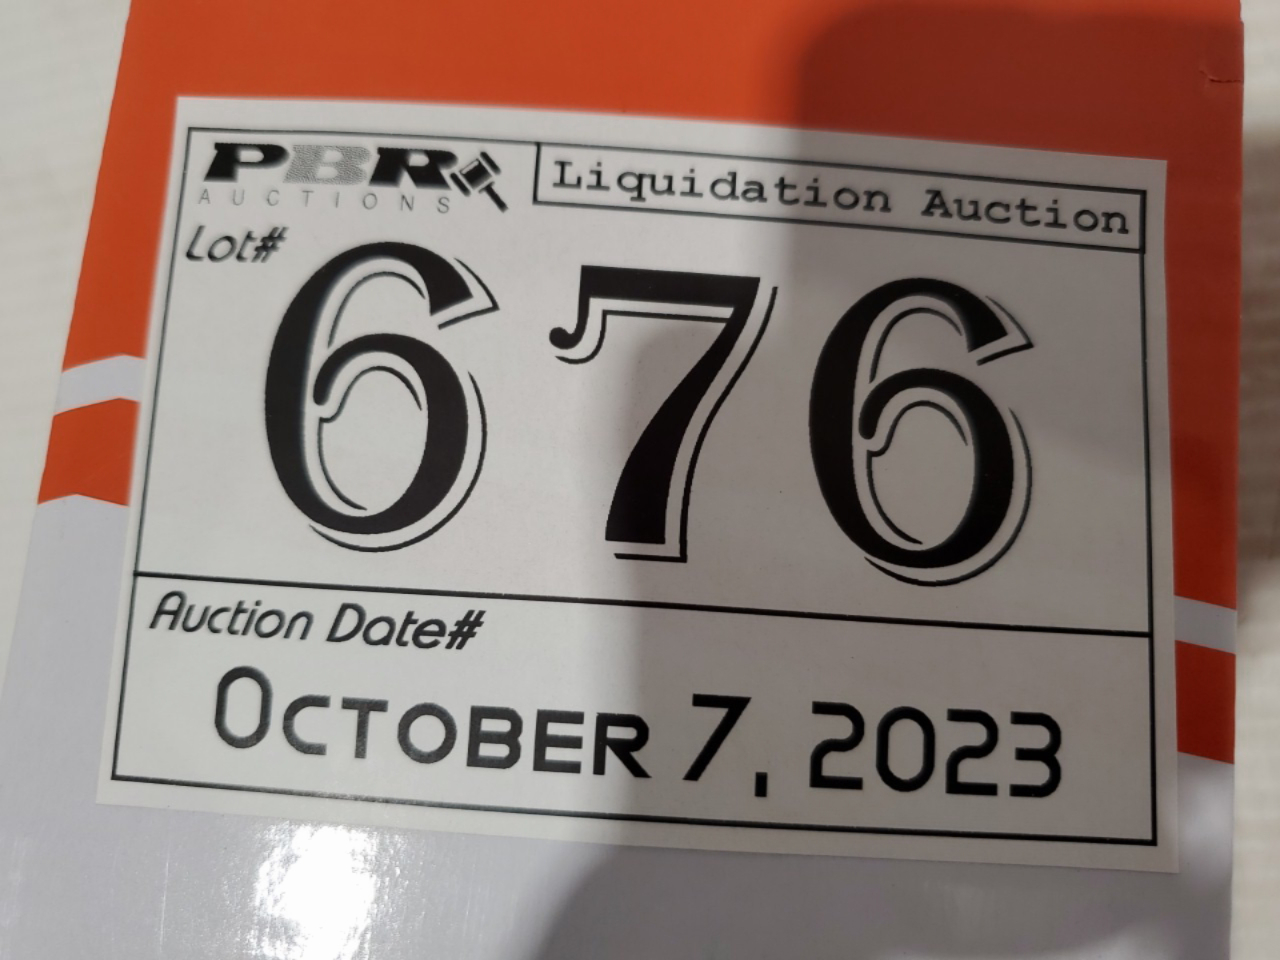 PBR
AUCTIONS
Liquidation Auction
Lot#
676
Auction Date#
October 7, 2023